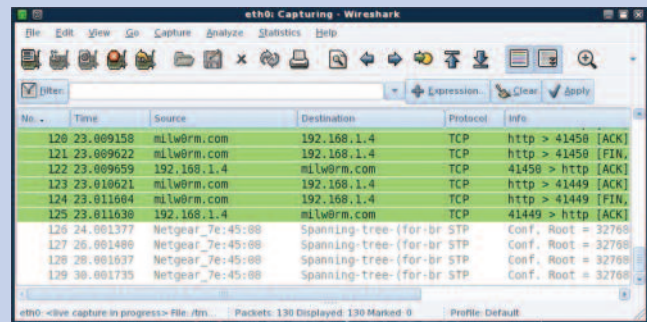 eth0: Capturing - Wireshark
File Edit View Go Capture Analyze Statistics Help
Filter: Expression... Clear Apply
No. . Time Source Destination Protocol Info
120 23.009158 milw0rm.com 192.168.1.4 TCP http > 41450 [ACK]
121 23.009622 milw0rm.com 192.168.1.4 TCP http > 41450 [FIN,
122 23.009659 192.168.1.4 milw0rm.com TCP 41450 > http [ACK]
123 23.010621 milw0rm.com 192.168.1.4 TCP http > 41449 [ACK]
124 23.011604 milw0rm.com 192.168.1.4 TCP http > 41449 [FIN,
125 23.011630 192.168.1.4 milw0rm.com TCP 41449 > http [ACK]
126 24.001377 Netgear_7e:45:08 Spanning-tree-(for-br STP Conf. Root = 32768
127 26.001480 Netgear_7e:45:08 Spanning-tree-(for-br STP Conf. Root = 32768
128 28.001637 Netgear_7e:45:08 Spanning-tree-(for-br STP Conf. Root = 32768
129 30.001735 Netgear_7e:45:08 Spanning-tree-(for-br STP Conf. Root = 32768
eth0: <live capture in progress> File: /tm... Packets: 130 Displayed: 130 Marked: 0 Profile: Default